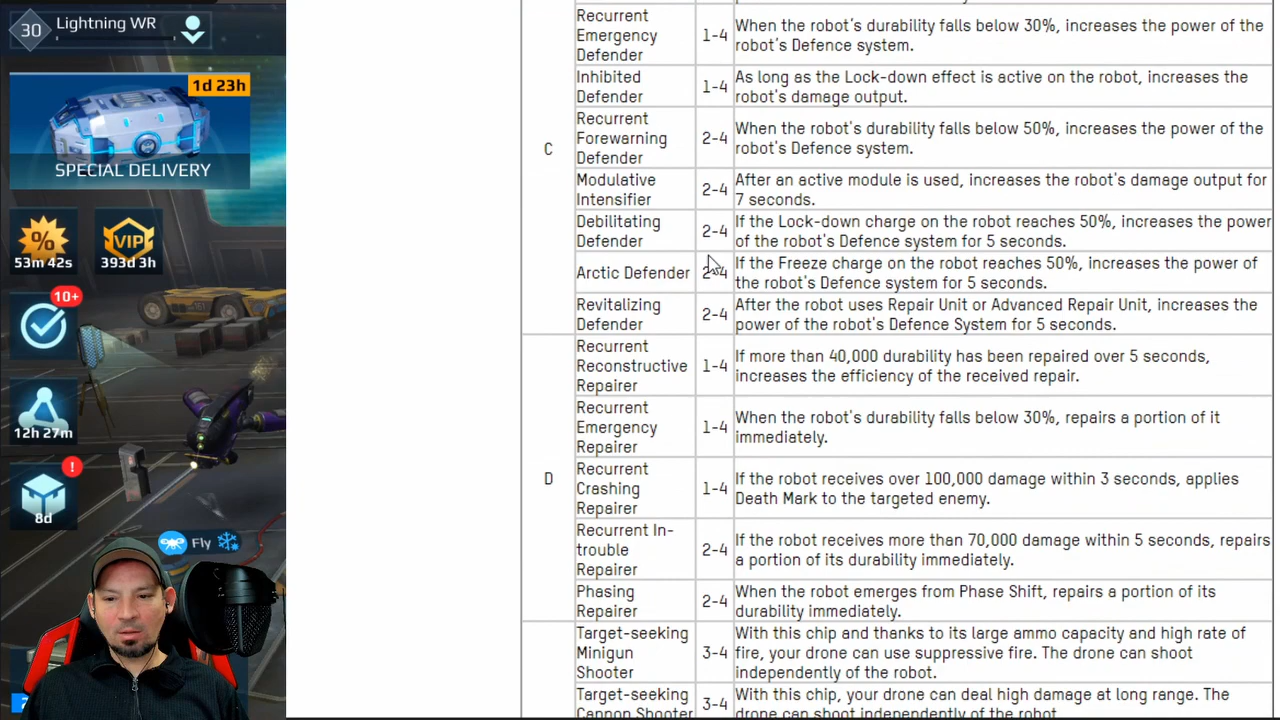 30
Lightning WR
1d 23h
SPECIAL DELIVERY
%
53m 42s
VIP
393d 3h
10+
12h 27m
!
8d
Fly
C
Recurrent
Emergency
Defender
1-4
When the robot's durability falls below 30%, increases the power of the
robot's Defence system.
Inhibited
Defender
1-4
As long as the Lock-down effect is active on the robot, increases the
robot's damage output.
Recurrent
Forewarning
Defender
2-4
When the robot's durability falls below 50%, increases the power of the
robot's Defence system.
Modulative
Intensifier
2-4
After an active module is used, increases the robot's damage output for
7 seconds.
Debilitating
Defender
2-4
If the Lock-down charge on the robot reaches 50%, increases the power
of the robot's Defence system for 5 seconds.
Arctic Defender
2-4
If the Freeze charge on the robot reaches 50%, increases the power of
the robot's Defence system for 5 seconds.
Revitalizing
Defender
2-4
After the robot uses Repair Unit or Advanced Repair Unit, increases the
power of the robot's Defence System for 5 seconds.
D
Recurrent
Reconstructive
Repairer
1-4
If more than 40,000 durability has been repaired over 5 seconds,
increases the efficiency of the received repair.
Recurrent
Emergency
Repairer
1-4
When the robot's durability falls below 30%, repairs a portion of it
immediately.
Recurrent
Crashing
Repairer
1-4
If the robot receives over 100,000 damage within 3 seconds, applies
Death Mark to the targeted enemy.
Recurrent In-
trouble
Repairer
2-4
If the robot receives more than 70,000 damage within 5 seconds, repairs
a portion of its durability immediately.
Phasing
Repairer
2-4
When the robot emerges from Phase Shift, repairs a portion of its
durability immediately.
Target-seeking
Minigun
Shooter
3-4
With this chip and thanks to its large ammo capacity and high rate of
fire, your drone can use suppressive fire. The drone can shoot
independently of the robot.
Target-seeking
Cannon Shooter
3-4
With this chip, your drone can deal high damage at long range. The
drone can shoot independently of the robot.